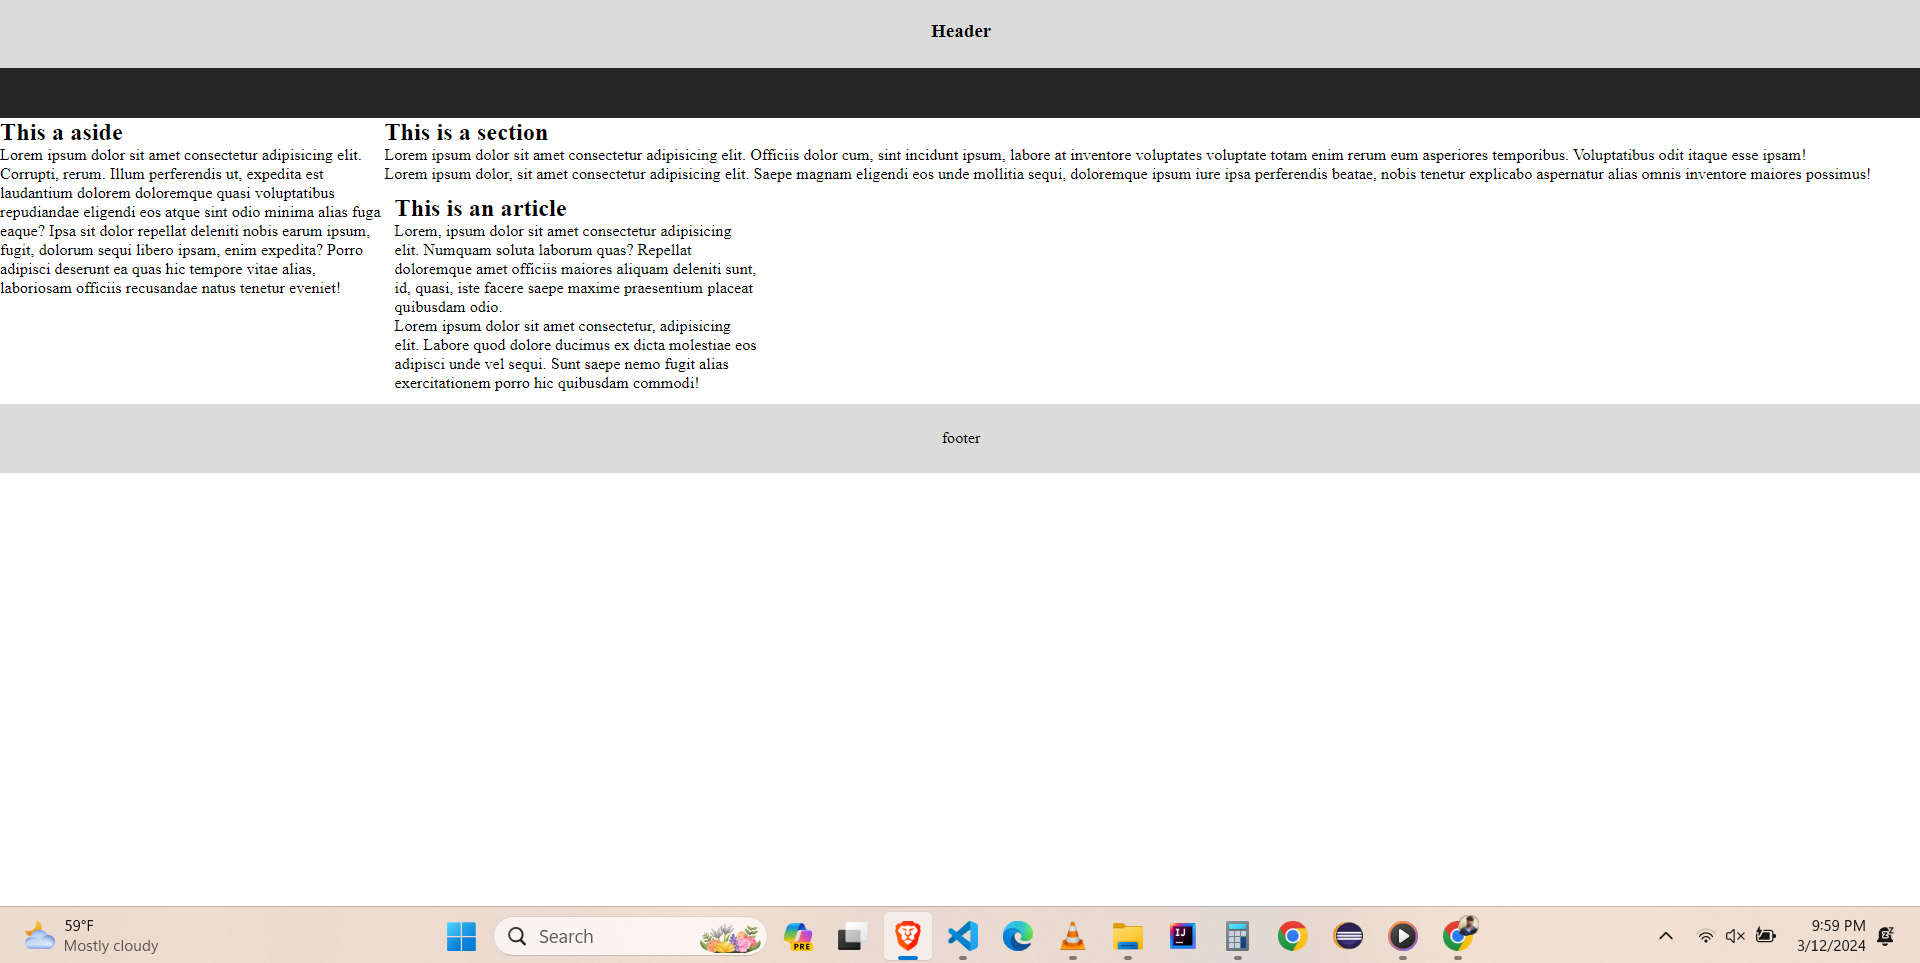 Header
This a aside
Lorem ipsum dolor sit amet consectetur adipisicing elit.
Corrupti, rerum. Illum perferendis ut, expedita est
laudantium dolorem doloremque quasi voluptatibus
repudiandae eligendi eos atque sint odio minima alias fuga
eaque? Ipsa sit dolor repellat deleniti nobis earum ipsum,
fugit, dolorum sequi libero ipsam, enim expedita? Porro
adipisci deserunt ea quas hic tempore vitae alias,
laboriosam officiis recusandae natus tenetur eveniet!
This is a section
Lorem ipsum dolor sit amet consectetur adipisicing elit. Officiis dolor cum, sint incidunt ipsum, labore at inventore voluptates voluptate totam enim rerum eum asperiores temporibus. Voluptatibus odit itaque esse ipsam!
Lorem ipsum dolor, sit amet consectetur adipisicing elit. Saepe magnam eligendi eos unde mollitia sequi, doloremque ipsum iure ipsa perferendis beatae, nobis tenetur explicabo aspernatur alias omnis inventore maiores possimus!
This is an article
Lorem, ipsum dolor sit amet consectetur adipisicing
elit. Numquam soluta laborum quas? Repellat
doloremque amet officiis maiores aliquam deleniti sunt,
id, quasi, iste facere saepe maxime praesentium placeat
quibusdam odio.
Lorem ipsum dolor sit amet consectetur, adipisicing
elit. Labore quod dolore ducimus ex dicta molestiae eos
adipisci unde vel sequi. Sunt saepe nemo fugit alias
exercitationem porro hic quibusdam commodi!
footer
59°F
Mostly cloudy
Search
PRE
IJ
9:59 PM
3/12/2024